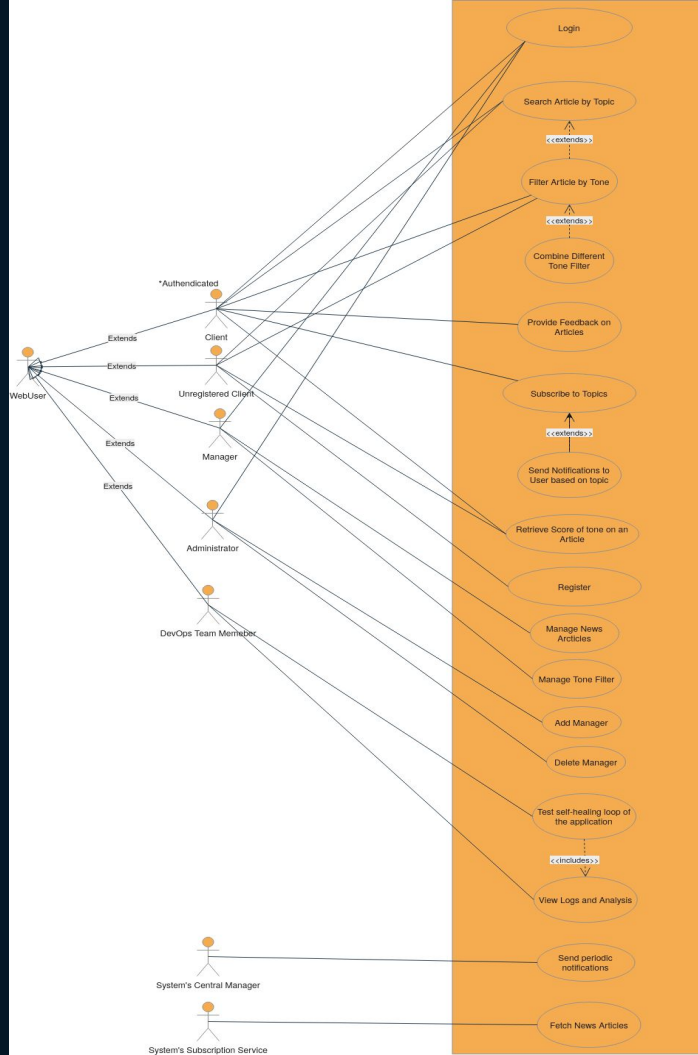 Login
Search Article by Topic
<<extends>>
Filter Article by Tone
<<extends>>
Combine Different
Tone Filter
*Authendicated
Client
Provide Feedback on
Articles
Extends
Extends
Unregistered Client
WebUser
Subscribe to Topics
Extends
<<extends>>
Manager
Extends
Send Notifications to
User based on topic
Extends
Retrieve Score of tone on an
Article
Administrator
Register
DevOps Team Memeber
Manage News
Arcticles
Manage Tone Filter
Add Manager
Delete Manager
Test self-healing loop of
the application
<<includes>>
View Logs and Analysis
Send periodic
notifications
System's Central Manager
Fetch News Articles
System's Subscription Service